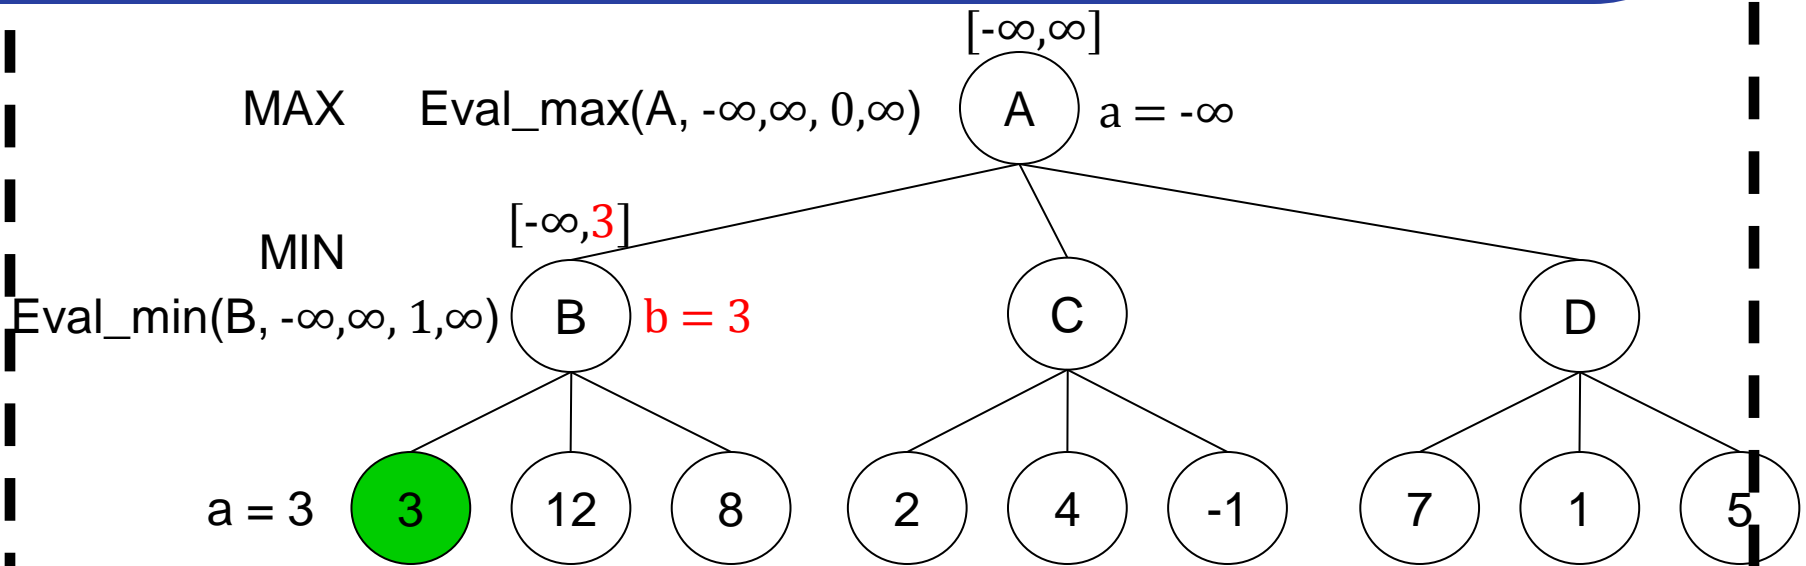 [-∞,∞]
MAX Eval_max(A, -∞,∞, 0,∞) A a = -∞
[-∞,3]
MIN
Eval_min(B, -∞,∞, 1,∞) B b = 3 C D
a = 3 3 12 8 2 4 -1 7 1 5